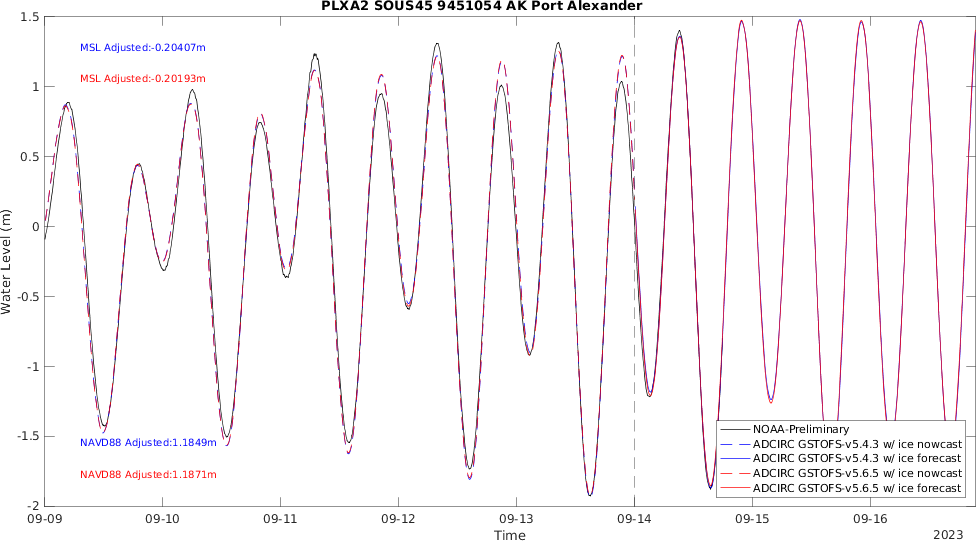 PLXA2 SOUS45 9451054 AK Port Alexander
1.5
1
0.5
0
-0.5
-1
-1.5
-2
Water Level (m)
MSL Adjusted:-0.20407m
MSL Adjusted:-0.20193m
NAVD88 Adjusted:1.1849m
NAVD88 Adjusted:1.1871m
NOAA-Preliminary
ADCIRC GSTOFS-v5.4.3 w/ ice nowcast
ADCIRC GSTOFS-v5.4.3 w/ ice forecast
ADCIRC GSTOFS-v5.6.5 w/ ice nowcast
ADCIRC GSTOFS-v5.6.5 w/ ice forecast
09-09 09-10 09-11 09-12 09-13 09-14 09-15 09-16
Time
2023